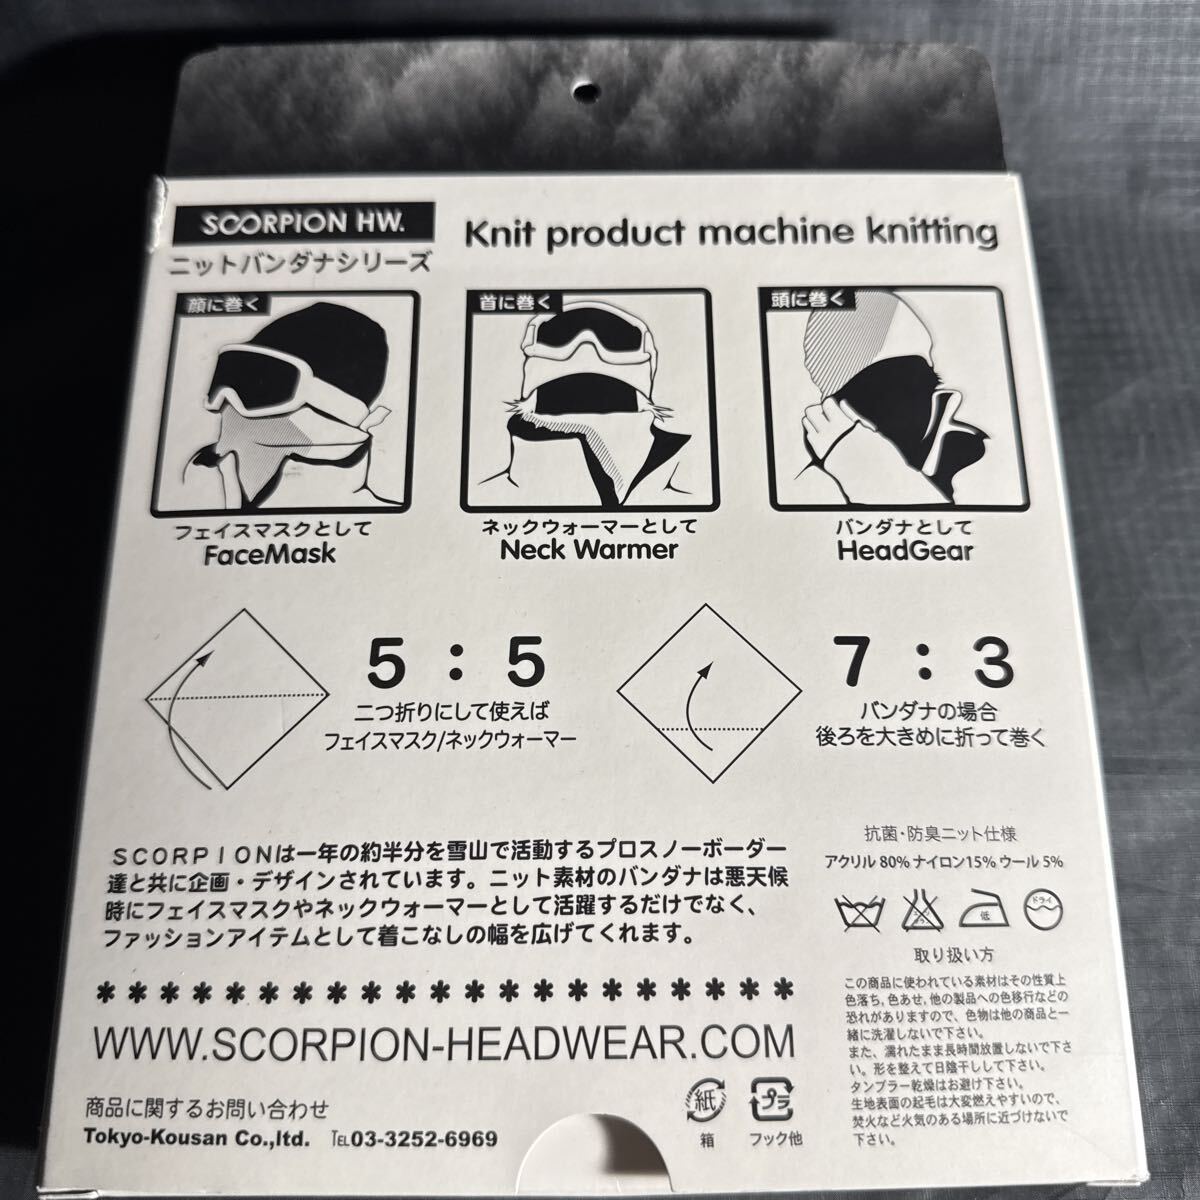 SCORPION HW.
ニットバンダナシリーズ
Knit product machine knitting
顔に巻く
首に巻く
頭に巻く
フェイスマスクとして
FaceMask
ネックウォーマーとして
Neck Warmer
バンダナとして
HeadGear
5 : 5
二つ折りにして使えば
フェイスマスク/ネックウォーマー
7 : 3
バンダナの場合
後ろを大きめに折って巻く
SCORPIONは一年の約半分を雪山で活動するプロスノーボーダー
達と共に企画・デザインされています。ニット素材のバンダナは悪天候
時にフェイスマスクやネックウォーマーとして活躍するだけでなく、
ファッションアイテムとして着こなしの幅を広げてくれます。
* * * * * * * * * * * * * * * * * * * * *
WWW.SCORPION-HEADWEAR.COM
商品に関するお問い合わせ
Tokyo-Kousan Co.,ltd. TEL03-3252-6969
紙
箱
プラ
フック他
抗菌・防臭ニット仕様
アクリル 80% ナイロン15% ウール 5%
エンソサラシ
低
ドライ
取り扱い方
この商品に使われている素材はその性質上
色落ち,色あせ,他の製品への色移行などの
恐れがありますので、色物は他の商品と一
緒に洗濯しないで下さい。
また、濡れたまま長時間放置しないで下さ
い。形を整えて日陰干しして下さい。
タンブラー乾燥はお避け下さい。
生地表面の起毛は大変燃えやすいので、
焚火など火気のある場所に近づけないで
下さい。